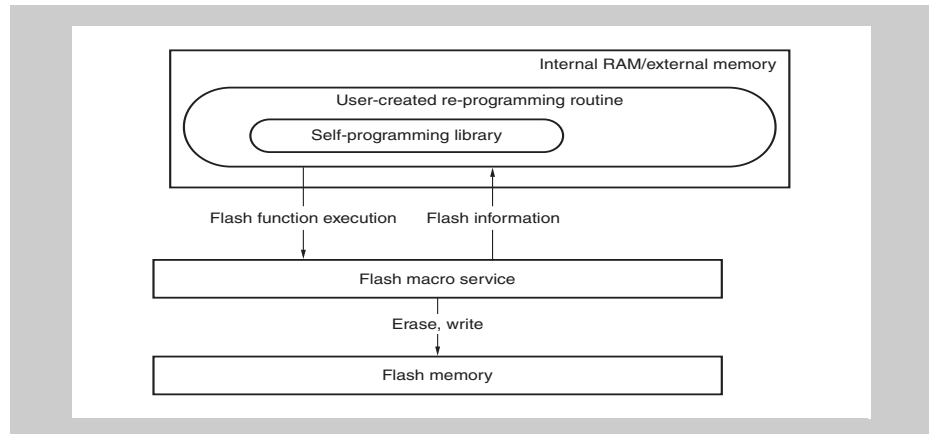 Internal RAM/external memory
User-created re-programming routine
Self-programming library
Flash function execution
Flash information
Flash macro service
Erase, write
Flash memory